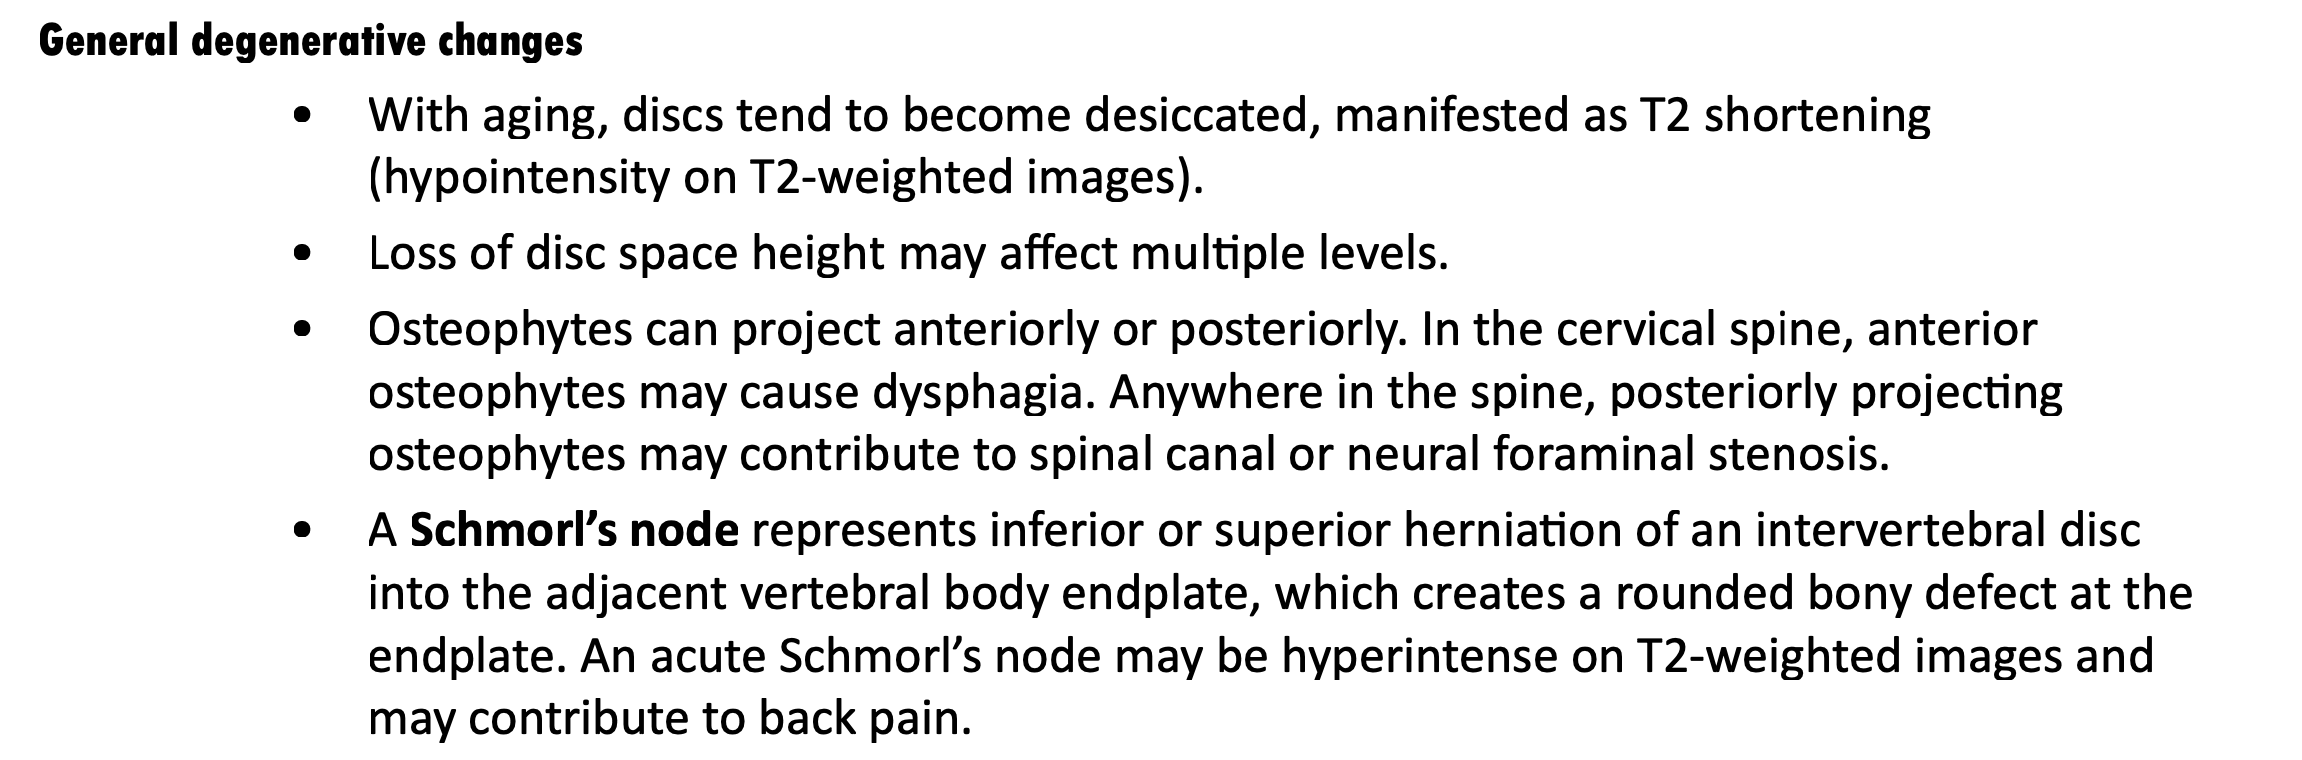 General degenerative changes
• With aging, discs tend to become desiccated, manifested as T2 shortening
(hypointensity on T2-weighted images).
• Loss of disc space height may affect multiple levels.
• Osteophytes can project anteriorly or posteriorly. In the cervical spine, anterior
osteophytes may cause dysphagia. Anywhere in the spine, posteriorly projecting
osteophytes may contribute to spinal canal or neural foraminal stenosis.
• A Schmorl’s node represents inferior or superior herniation of an intervertebral disc
into the adjacent vertebral body endplate, which creates a rounded bony defect at the
endplate. An acute Schmorl’s node may be hyperintense on T2-weighted images and
may contribute to back pain.